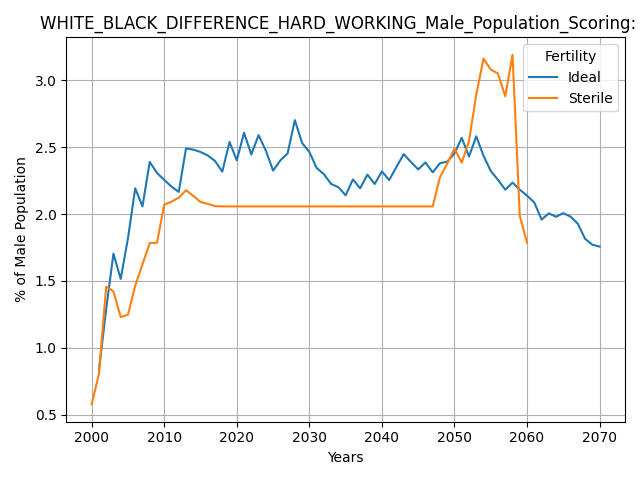 WHITE_BLACK_DIFFERENCE_HARD_WORKING_Male_Population_Scoring:
Fertility
Ideal
Sterile
% of Male Population
3.0
2.5
2.0
1.5
1.0
0.5
2000 2010 2020 2030 2040 2050 2060 2070
Years